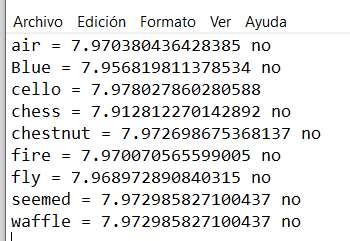 Archivo Edición Formato Ver Ayuda
air = 7.970380436428385 no
Blue = 7.956819811378534 no
cello = 7.978027860280588
chess = 7.912812270142892 no
chestnut = 7.972698675368137 no
fire = 7.970070565599005 no
fly = 7.968972890840315 no
seemed = 7.972985827100437 no
waffle = 7.972985827100437 no